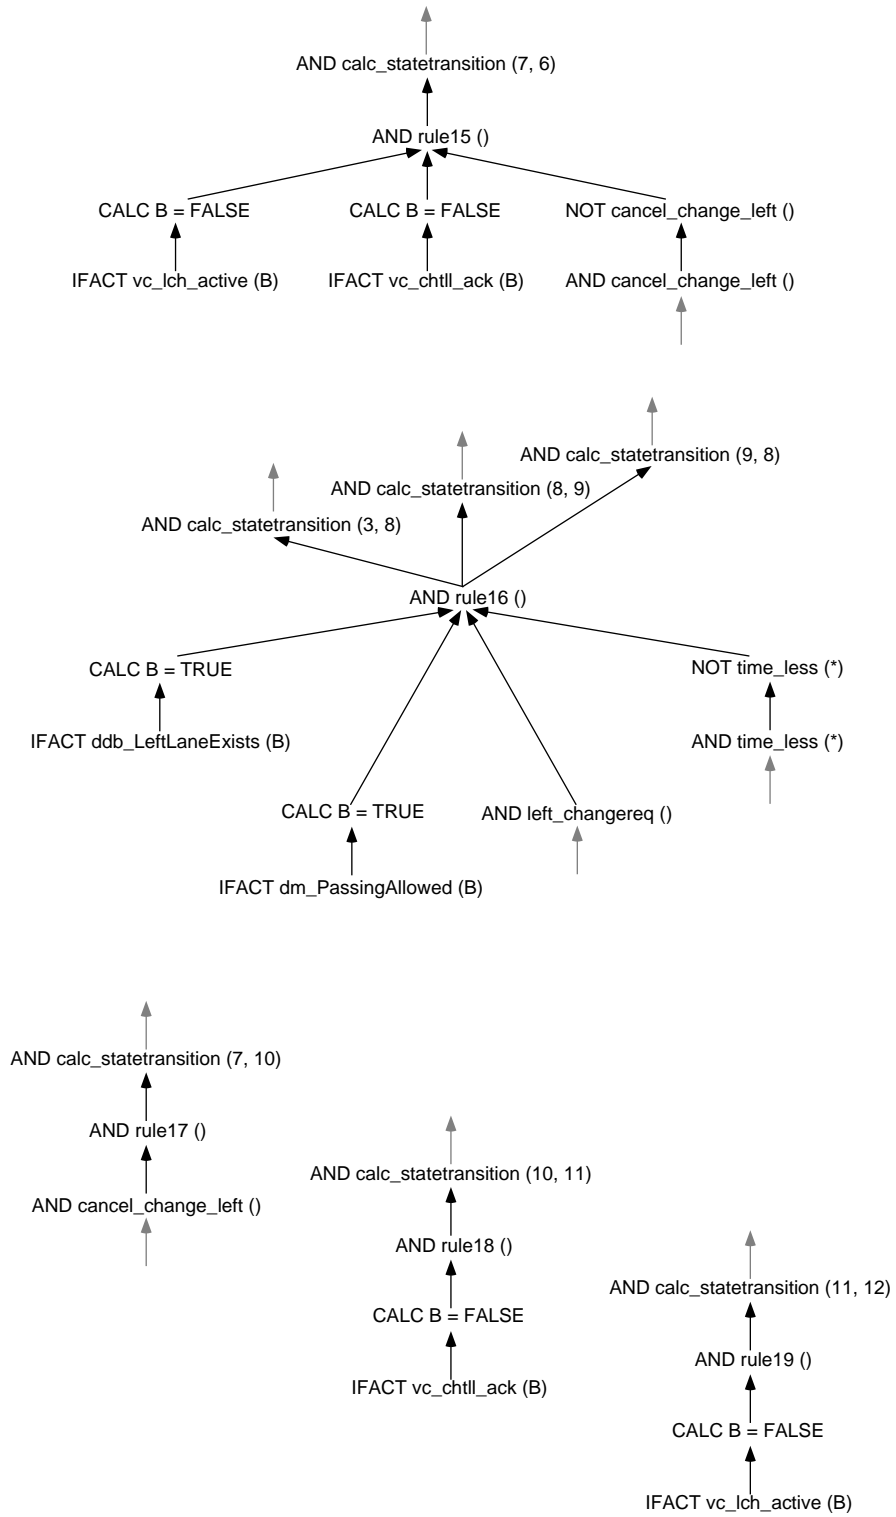 AND calc_statetransition (7, 6)
AND rule15 ()
CALC B = FALSE
CALC B = FALSE
NOT cancel_change_left ()
IFACT vc_lch_active (B)
IFACT vc_chtll_ack (B)
AND cancel_change_left ()
AND calc_statetransition (9, 8)
AND calc_statetransition (8, 9)
AND calc_statetransition (3, 8)
AND rule16 ()
CALC B = TRUE
NOT time_less (*)
IFACT ddb_LeftLaneExists (B)
AND time_less (*)
CALC B = TRUE
AND left_changereq ()
IFACT dm_PassingAllowed (B)
AND calc_statetransition (7, 10)
AND rule17 ()
AND cancel_change_left ()
AND calc_statetransition (10, 11)
AND rule18 ()
CALC B = FALSE
IFACT vc_chtll_ack (B)
AND calc_statetransition (11, 12)
AND rule19 ()
CALC B = FALSE
IFACT vc_lch_active (B)